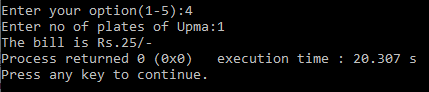 Enter your option(1-5):4
Enter no of plates of Upma:1
The bill is Rs.25/-
Process returned 0 (0x0)   execution time : 20.307 s
Press any key to continue.